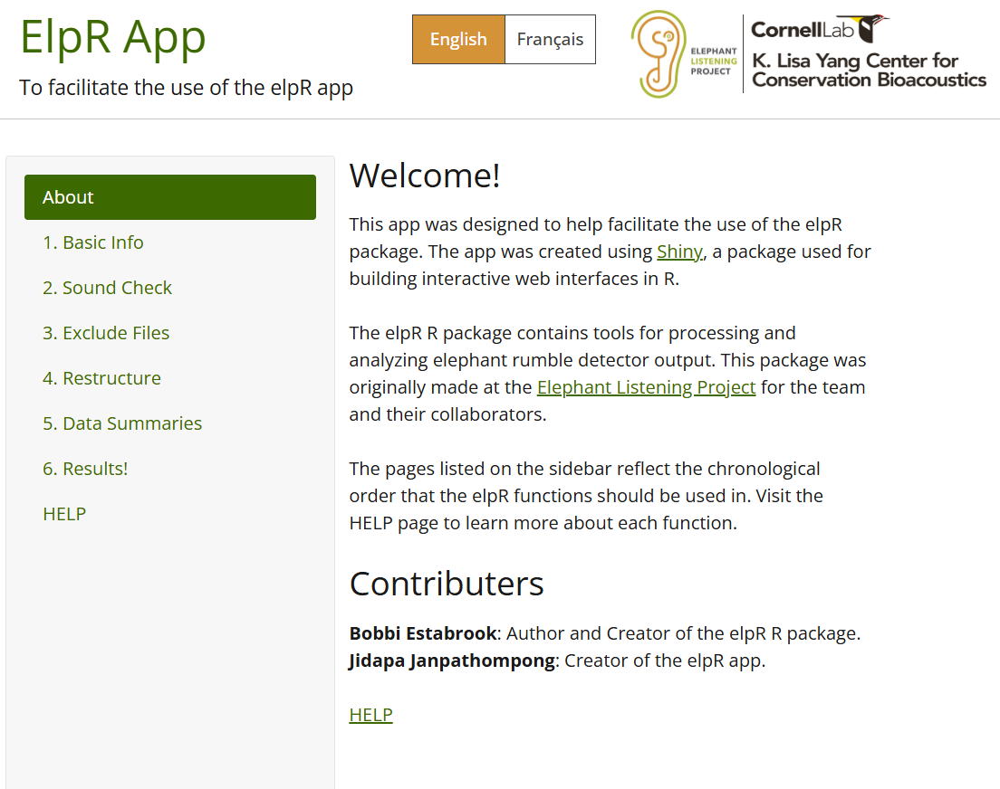 ElpR App
To facilitate the use of the elpR app
English
Français
ELEPHANT
LISTENING
PROJECT
CornellLab
K. Lisa Yang Center for
Conservation Bioacoustics
About
1. Basic Info
2. Sound Check
3. Exclude Files
4. Restructure
5. Data Summaries
6. Results!
HELP
Welcome!
This app was designed to help facilitate the use of the elpR
package. The app was created using Shiny, a package used for
building interactive web interfaces in R.
The elpR R package contains tools for processing and
analyzing elephant rumble detector output. This package was
originally made at the Elephant Listening Project for the team
and their collaborators.
The pages listed on the sidebar reflect the chronological
order that the elpR functions should be used in. Visit the
HELP page to learn more about each function.
Contributers
Bobbi Estabrook: Author and Creator of the elpR R package.
Jidapa Janpathompong: Creator of the elpR app.
HELP